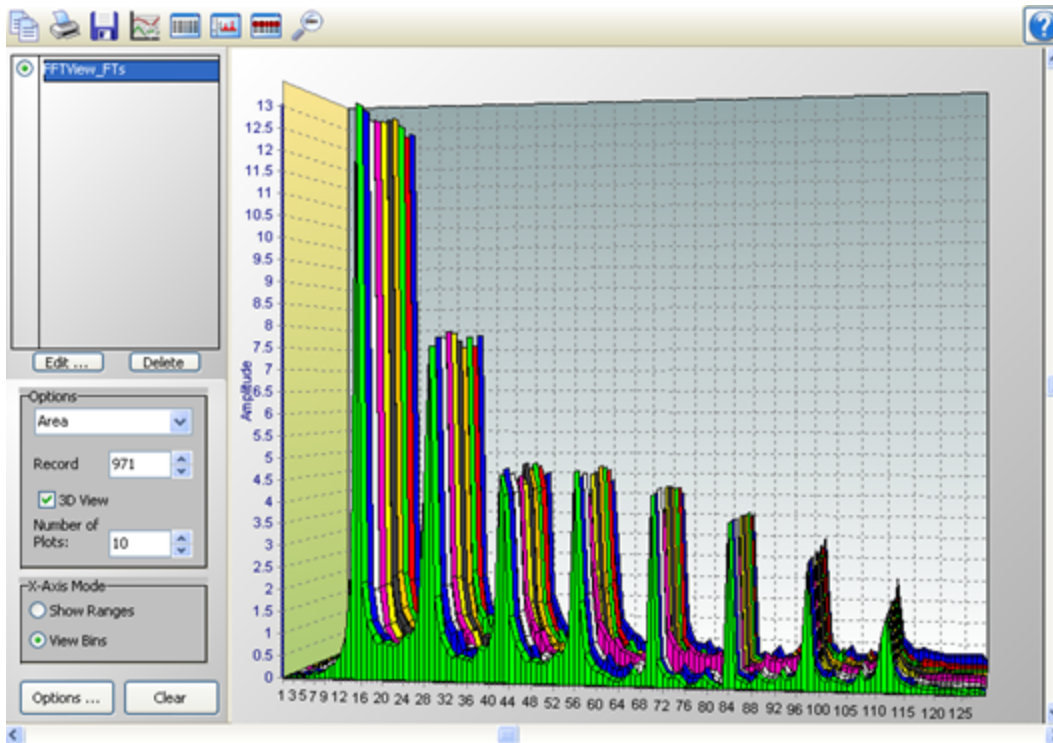 FFTView_FTs
Edit ...
Delete
Options
Area
Record
971
3D View
Number of
Plots:
10
X-Axis Mode
Show Ranges
View Bins
Options ...
Clear
Amplitude
13
12.5
12
11.5
11
10.5
10
9.5
9
8.5
8
7.5
7
6.5
6
5.5
5
4.5
4
3.5
3
2.5
2
1.5
1
0.5
0
1 3 5 7 9 12 16 20 24 28 32 36 40 44 48 52 56 60 64 68 72 76 80 84 88 92 96 100 105 110 115 120 125
?